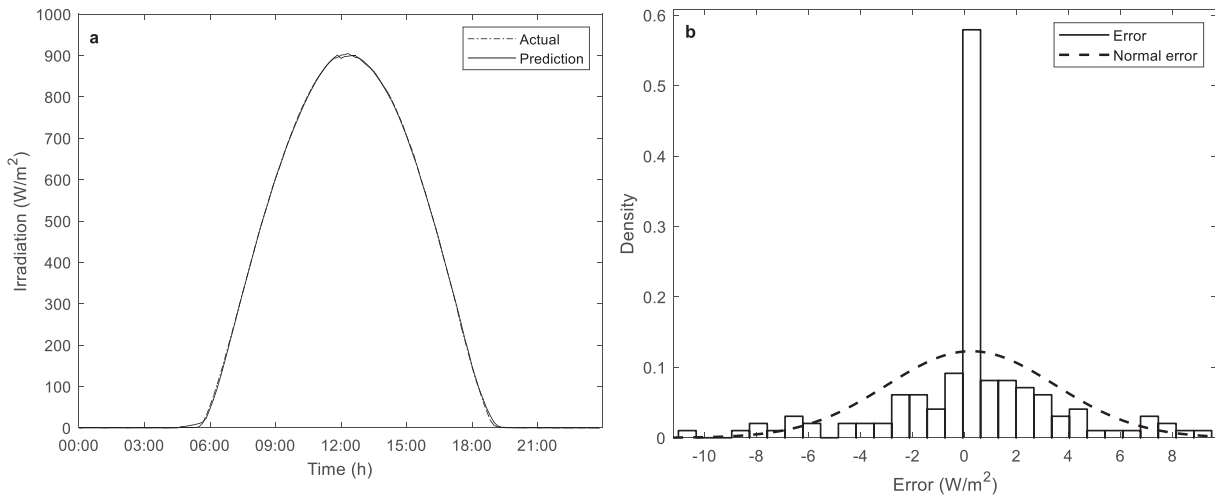 a
Actual
Prediction
1000
900
800
700
600
500
400
300
200
100
0
Irradiation (W/m²)
00:00 03:00 06:00 09:00 12:00 15:00 18:00 21:00
Time (h)
b
Error
Normal error
0.6
0.5
0.4
0.3
0.2
0.1
0
Density
-10 -8 -6 -4 -2 0 2 4 6 8
Error (W/m²)